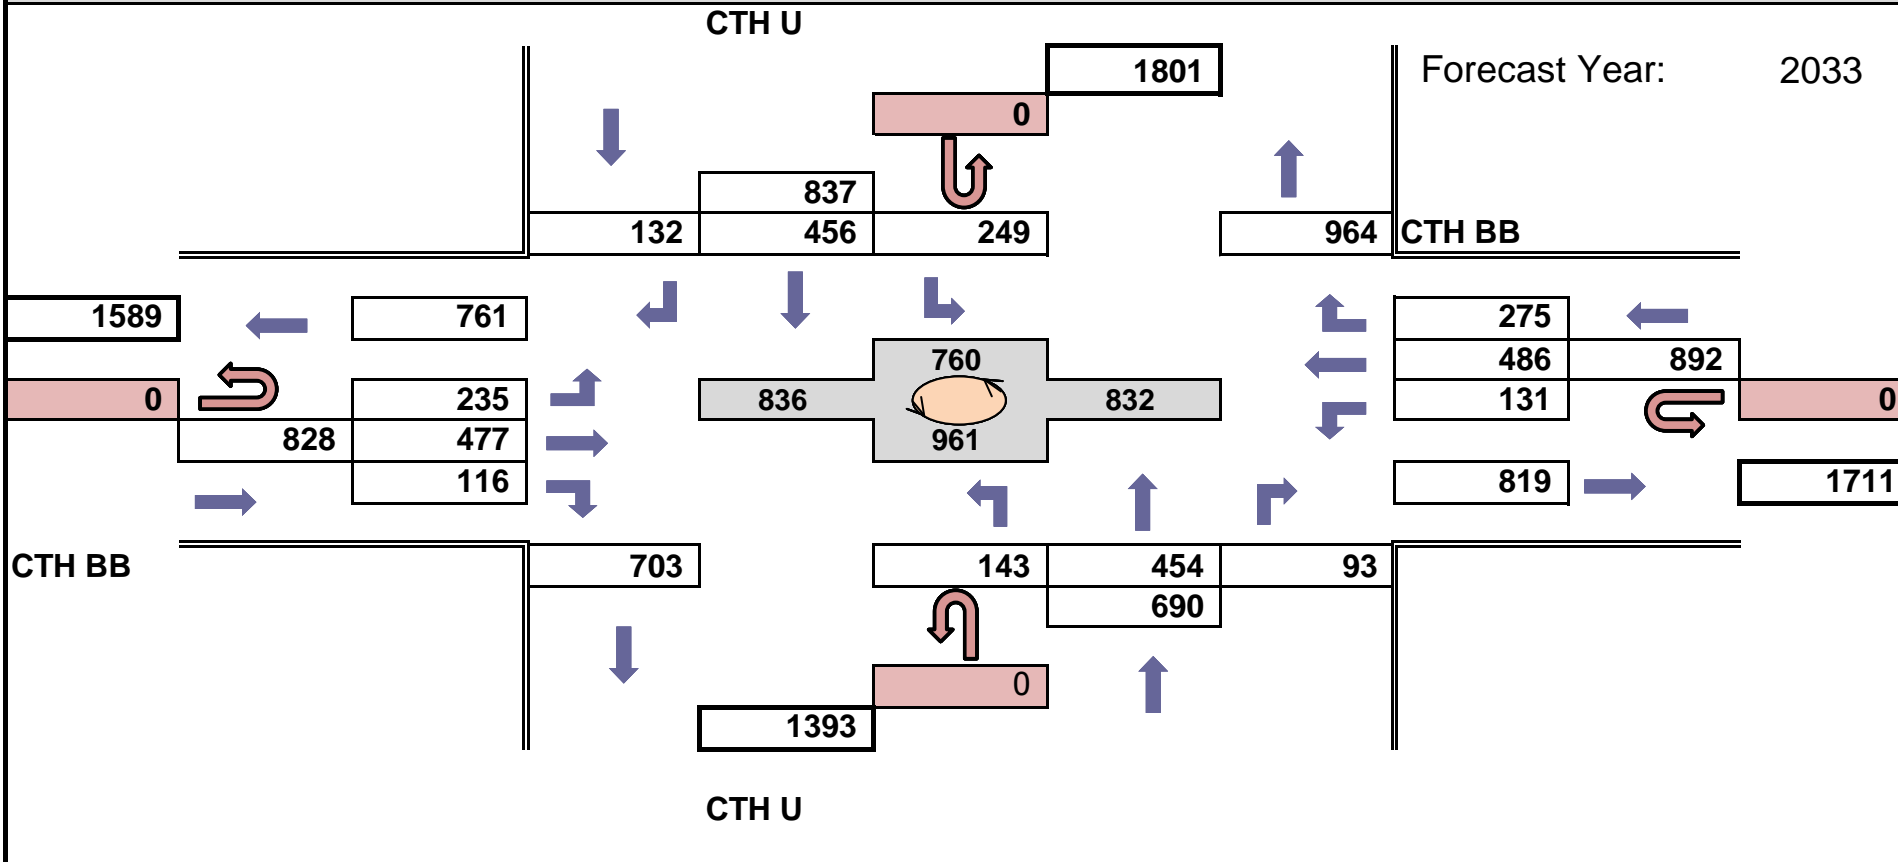 CTH U
1801
Forecast Year: 2033
0
837
132 456 249 964 CTH BB
1589 761 275
760 486 892
0 235 836 832 131 0
828 477 961
116 819 1711
CTH BB 703 143 454 93
690
0
1393
CTH U